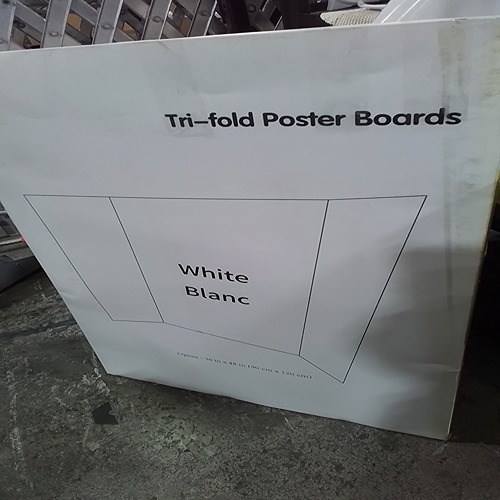 Tri-fold Poster Boards
White
Blanc